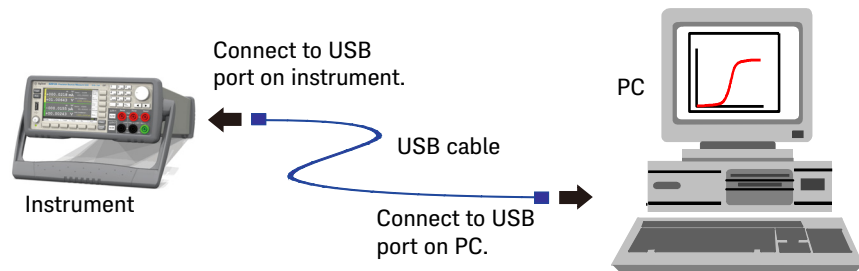 Connect to USB
port on instrument.
PC
USB cable
Instrument
Connect to USB
port on PC.